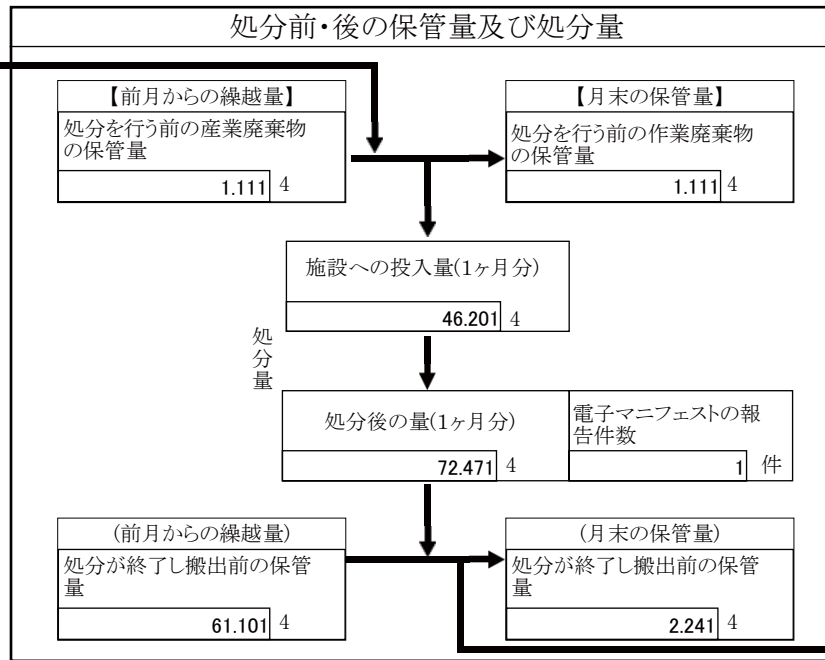 処分前・後の保管量及び処分量
【前月からの繰越量】
処分を行う前の産業廃棄物
の保管量
1.111 4
【月末の保管量】
処分を行う前の作業廃棄物
の保管量
1.111 4
施設への投入量(1ヶ月分)
46.201 4
処分量
処分後の量(1ヶ月分)
72.471 4
電子マニフェストの報
告件数
1 件
(前月からの繰越量)
処分が終了し搬出前の保管
量
61.101 4
(月末の保管量)
処分が終了し搬出前の保管
量
2.241 4